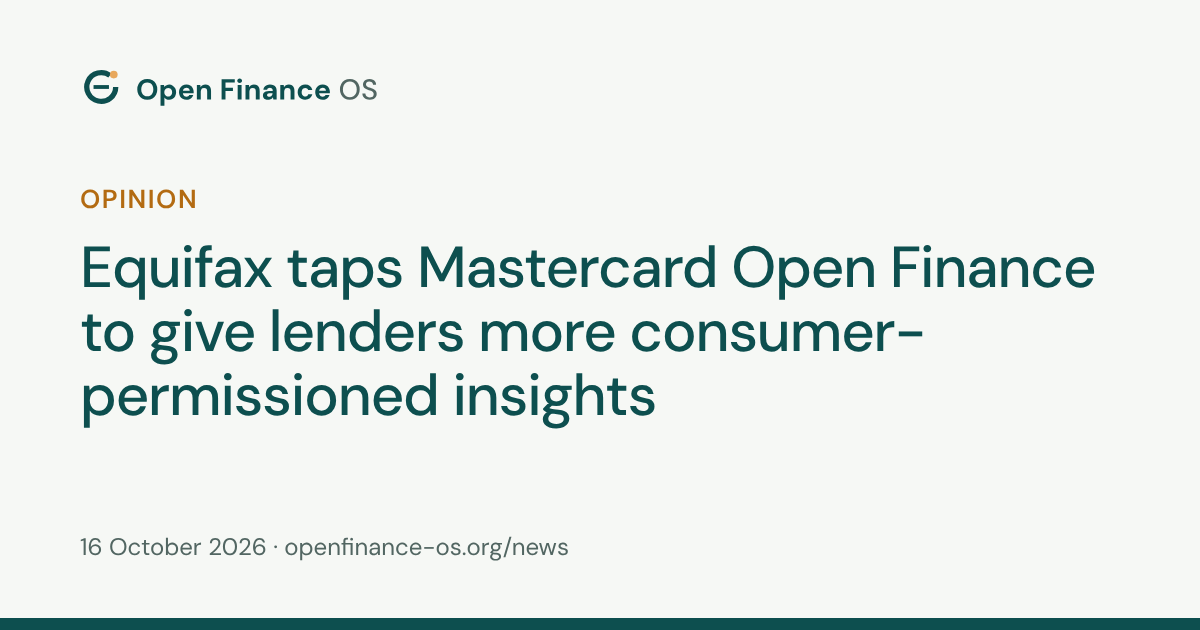 Open Finance OS
OPINION
Equifax taps Mastercard Open Finance
to give lenders more consumer-
permissioned insights
16 October 2026 · openfinance-os.org/news